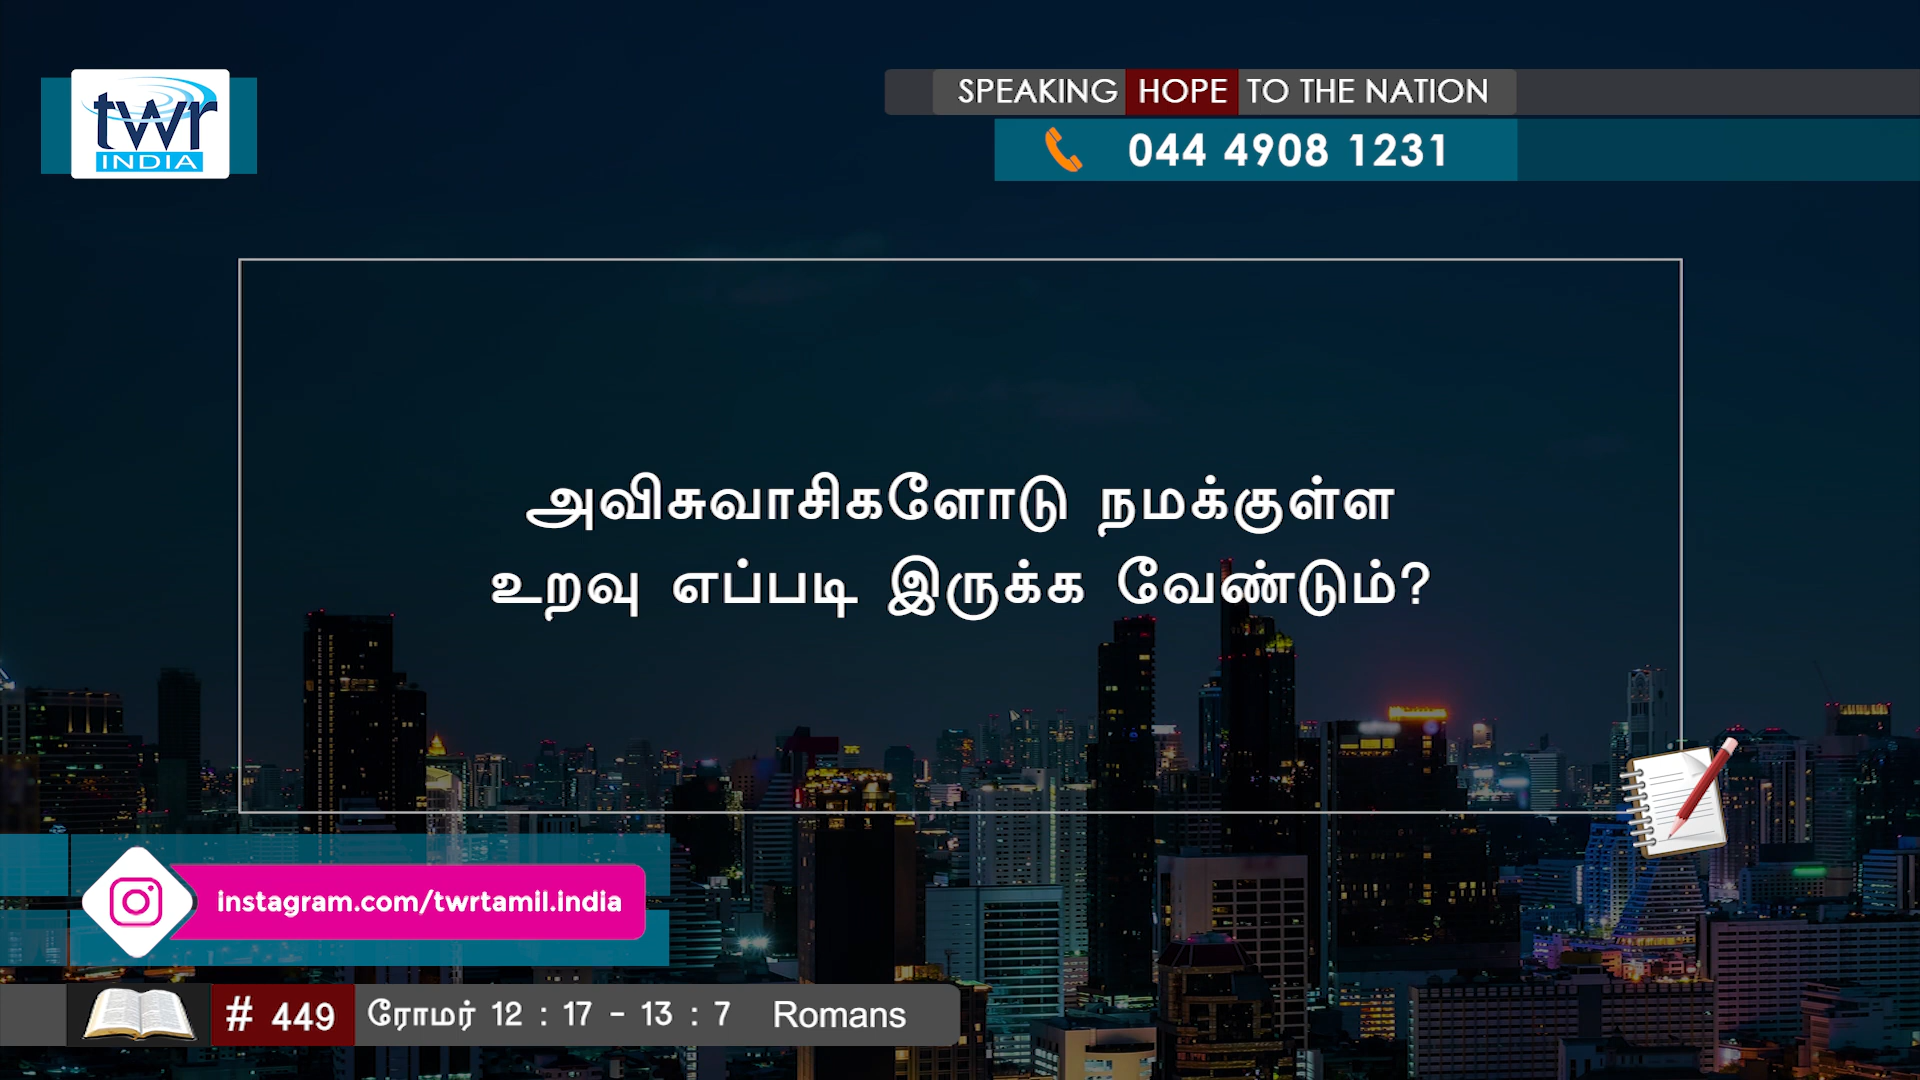 twr
INDIA
SPEAKING HOPE TO THE NATION
044 4908 1231
அவிசுவாசிகளோடு நமக்குள்ள
உறவு எப்படி இருக்க வேண்டும்?
instagram.com/twrtamil.india
# 449 ரோமர் 12 : 17 - 13 : 7 Romans